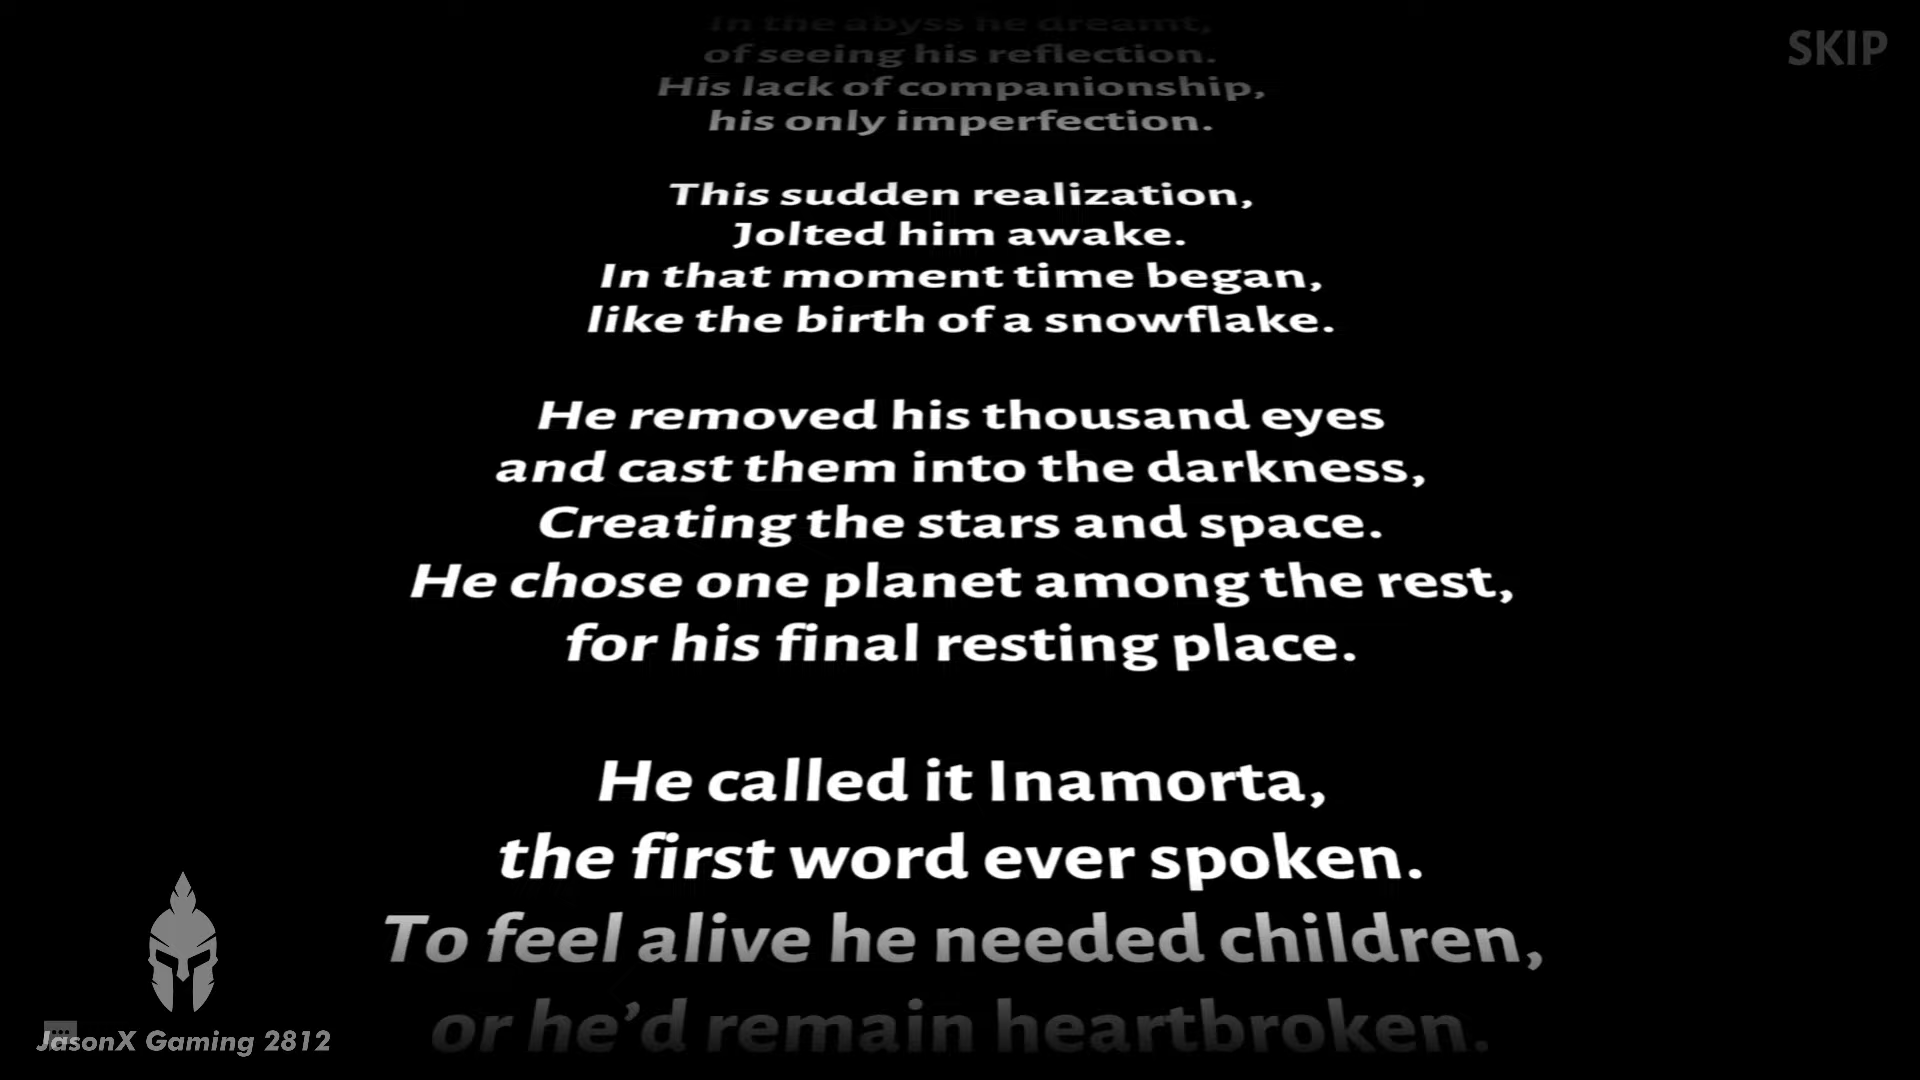 In the abyss he dreamt,
of seeing his reflection.
His lack of companionship,
his only imperfection.
This sudden realization,
Jolted him awake.
In that moment time began,
like the birth of a snowflake.
He removed his thousand eyes
and cast them into the darkness,
Creating the stars and space.
He chose one planet among the rest,
for his final resting place.
He called it Inamorta,
the first word ever spoken.
To feel alive he needed children,
or he'd remain heartbroken.
SKIP
JasonX Gaming 2812